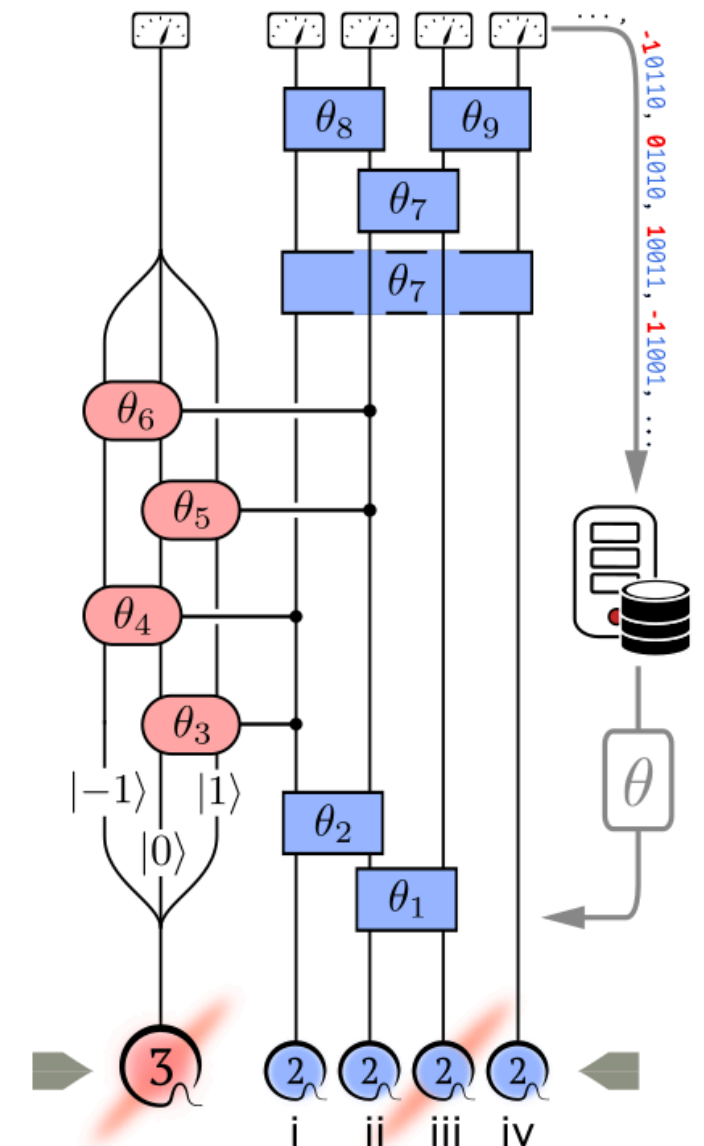 ..., -10110, 01010, 10011, -11001, ...
θ8
θ9
θ7
θ7
θ6
θ5
θ4
θ3
|−1⟩
|1⟩
|0⟩
θ
θ2
θ1
3
2
2
2
2
i
ii
iii
iv